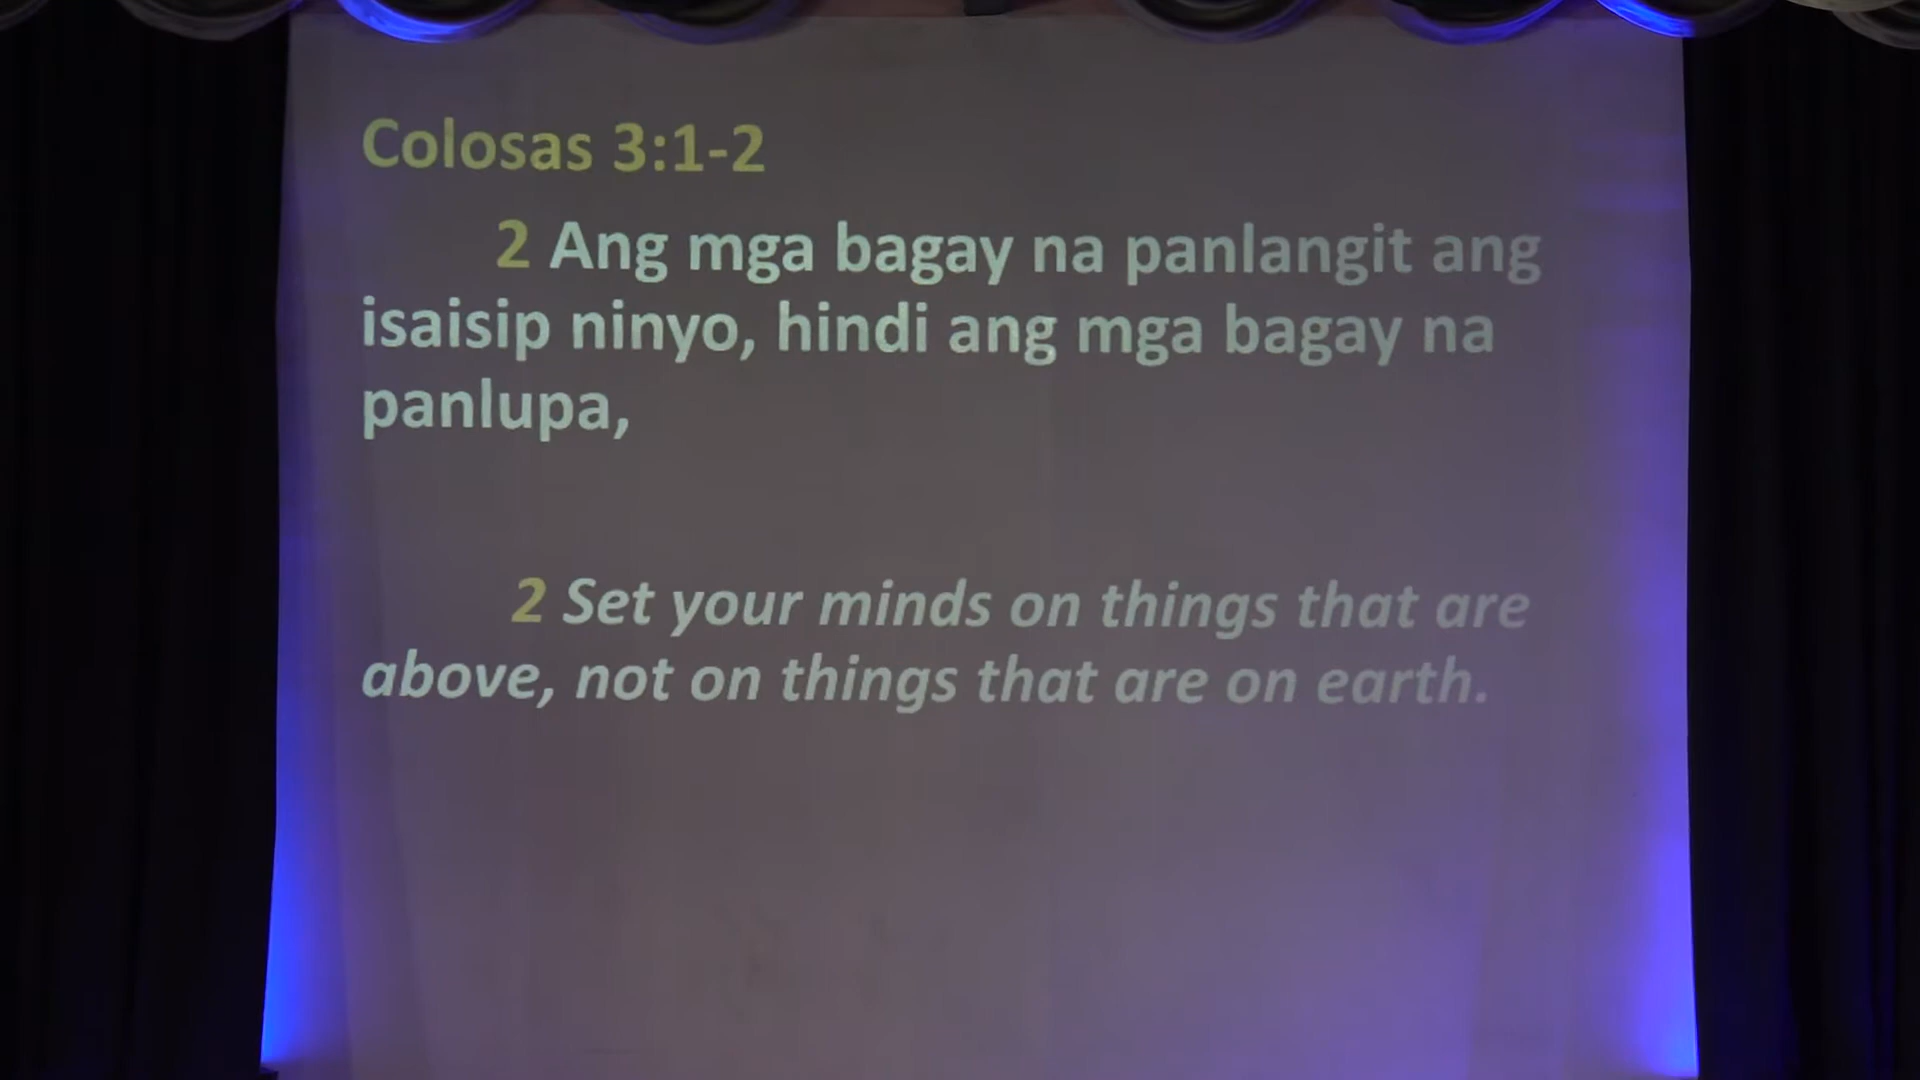 Colosas 3:1-2
2 Ang mga bagay na panlangit ang
isaisip ninyo, hindi ang mga bagay na
panlupa,
2 Set your minds on things that are
above, not on things that are on earth.